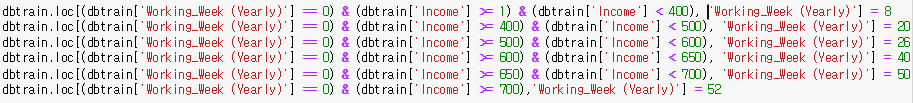 dbtrain.loc[(dbtrain['Working_Week (Yearly)'] == 0) & (dbtrain['Income'] >= 1) & (dbtrain['Income'] < 400), 'Working_Week (Yearly)'] = 8
dbtrain.loc[(dbtrain['Working_Week (Yearly)'] == 0) & (dbtrain['Income'] >= 400) & (dbtrain['Income'] < 500), 'Working_Week (Yearly)'] = 20
dbtrain.loc[(dbtrain['Working_Week (Yearly)'] == 0) & (dbtrain['Income'] >= 500) & (dbtrain['Income'] < 600), 'Working_Week (Yearly)'] = 26
dbtrain.loc[(dbtrain['Working_Week (Yearly)'] == 0) & (dbtrain['Income'] >= 600) & (dbtrain['Income'] < 650), 'Working_Week (Yearly)'] = 40
dbtrain.loc[(dbtrain['Working_Week (Yearly)'] == 0) & (dbtrain['Income'] >= 650) & (dbtrain['Income'] < 700), 'Working_Week (Yearly)'] = 50
dbtrain.loc[(dbtrain['Working_Week (Yearly)'] == 0) & (dbtrain['Income'] >= 700),'Working_Week (Yearly)'] = 52